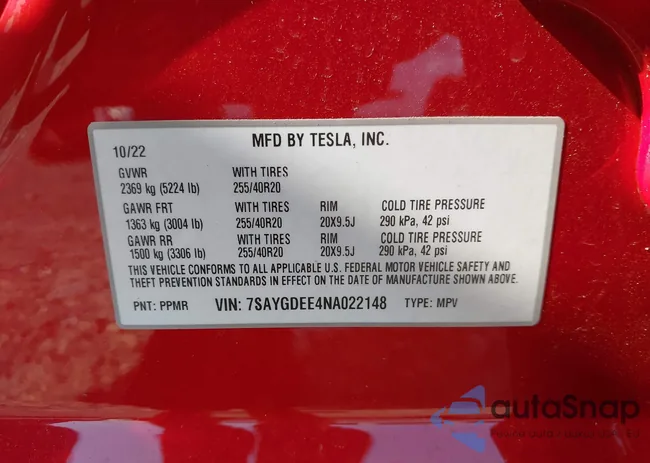 MFD BY TESLA, INC.
10/22
GVWR WITH TIRES
2369 kg (5224 lb) 255/40R20
GAWR FRT WITH TIRES RIM COLD TIRE PRESSURE
1363 kg (3004 lb) 255/40R20 20X9.5J 290 kPa, 42 psi
GAWR RR WITH TIRES RIM COLD TIRE PRESSURE
1500 kg (3306 lb) 255/40R20 20X9.5J 290 kPa, 42 psi
THIS VEHICLE CONFORMS TO ALL APPLICABLE U.S. FEDERAL MOTOR VEHICLE SAFETY AND
THEFT PREVENTION STANDARDS IN EFFECT ON THE DATE OF MANUFACTURE SHOWN ABOVE.
PNT: PPMR VIN: 7SAYGDEE4NA022148 TYPE: MPV
autoSnap